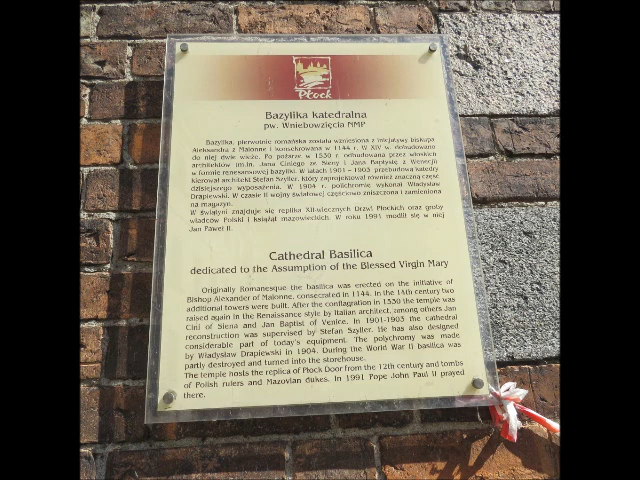 Płock
Bazylika katedralna
pw. Wniebowzięcia NMP
Bazylika, pierwotnie romańska została wzniesiona z inicjatywy biskupa
Aleksandra z Malonne i konsekrowana w 1144 r. W XIV w. dobudowano
do niej dwie wieże. Po pożarze w 1530 r. odbudowana przez włoskich
architektów im.in. Jana Ciniego ze Sieny i Jana Baptystę z Wenecji
w formie renesansowej bazyliki. W latach 1901 - 1903 przebudową katedry
kierował architekt Stefan Szyller, który zaprojektował również znaczną część
dzisiejszego wyposażenia. W 1904 r. polichromię wykonał Władysław
Drapiewski. W czasie II wojny światowej częściowo zniszczona i zamieniona
na magazyn.
W świątyni znajduje się replika XII-wiecznych Drzwi Płockich oraz groby
władców Polski i książąt mazowieckich. W roku 1991 modlił się w niej
Jan Paweł II.
Cathedral Basilica
dedicated to the Assumption of the Blessed Virgin Mary
Originally Romanesque the basilica was erected on the initiative of
Bishop Alexander of Malonne, consecrated in 1144. In the 14th century two
additional towers were built. After the conflagration in 1530 the temple was
raised again in the Renaissance style by Italian architect, among others Jan
Cini of Siena and Jan Baptist of Venice. In 1901-1903 the cathedral
reconstruction was supervised by Stefan Szyller. He has also designed
considerable part of today's equipment. The polychromy was made
by Władysław Drapiewski in 1904. During the World War II basilica was
partly destroyed and turned into the storehouse.
The temple hosts the replica of Płock Door from the 12th century and tombs
of Polish rulers and Mazovian dukes. In 1991 Pope John Paul II prayed
there.